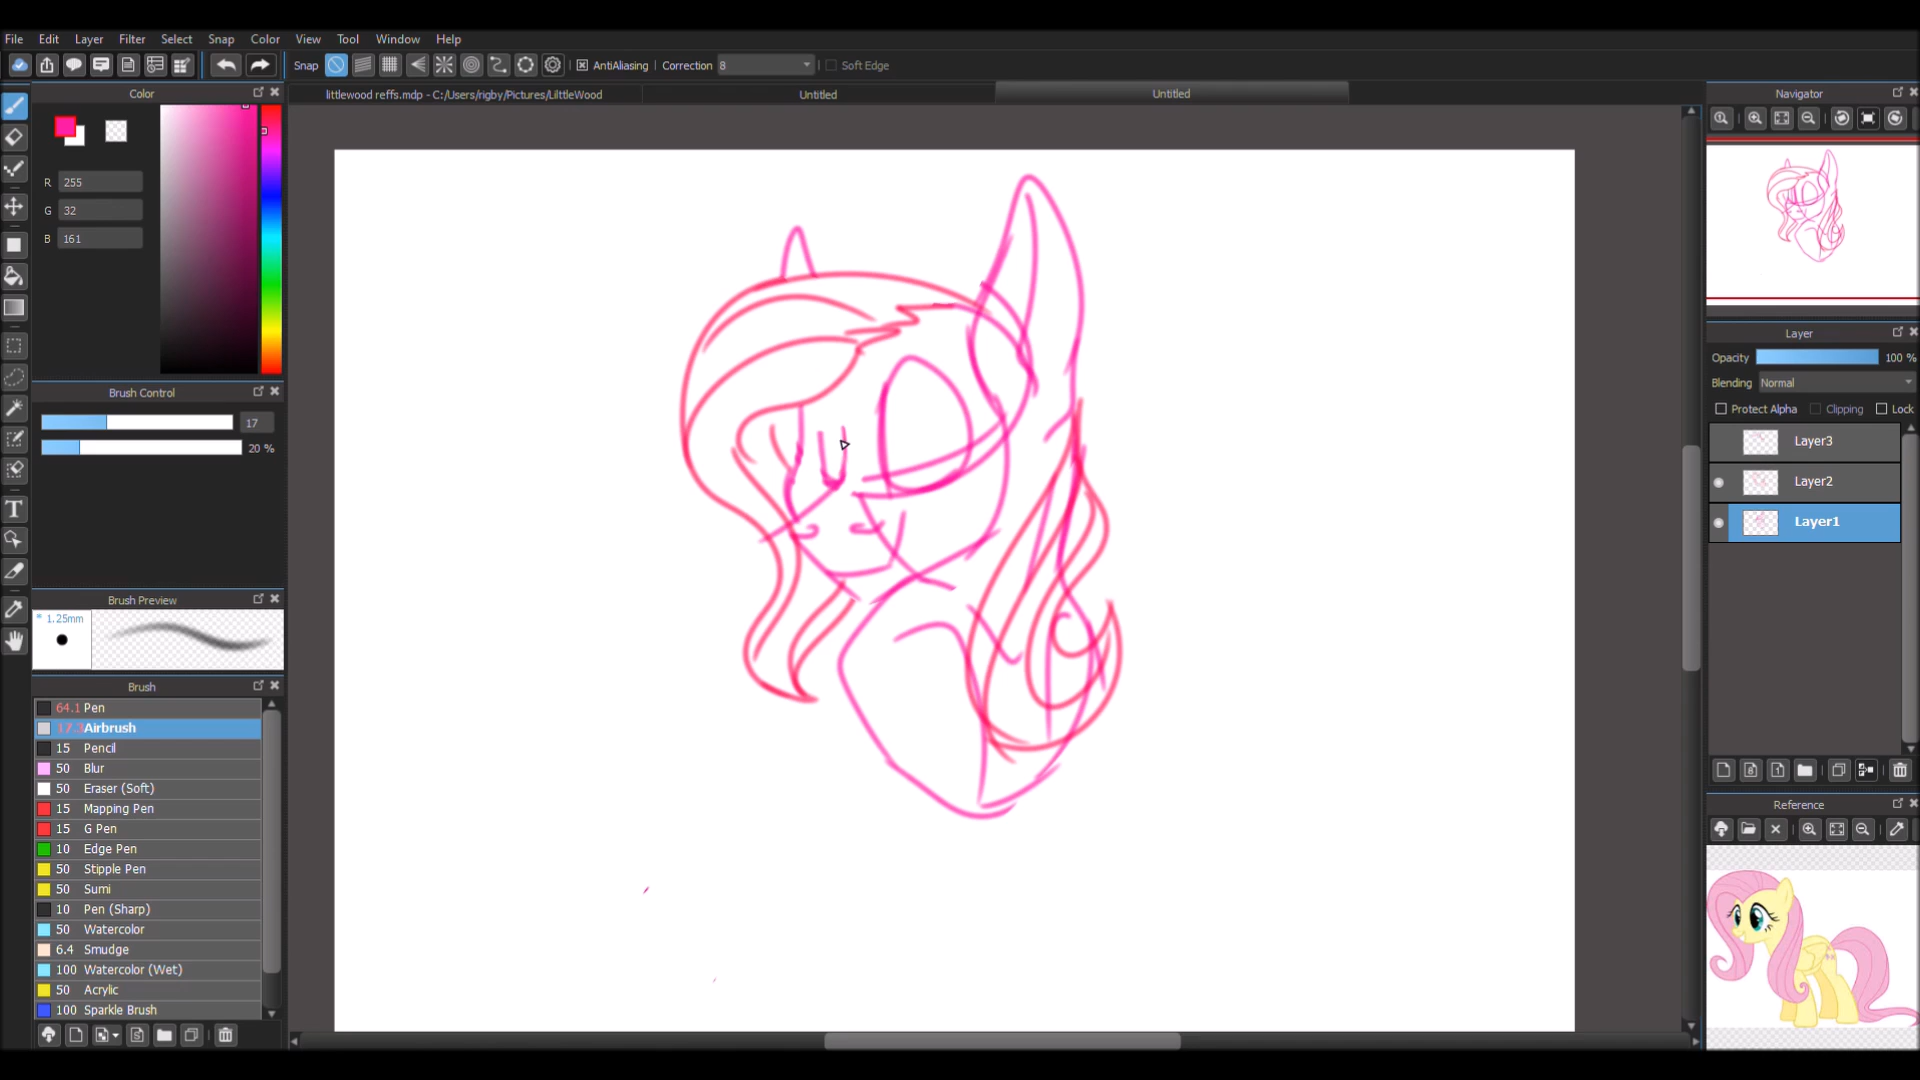 File Edit Layer Filter Select Snap Color View Tool Window Help
Snap AntiAliasing Correction 8 Soft Edge
Color
littlewood reffs.mdp - C:/Users/rigby/Pictures/LilttleWood
Untitled
Untitled
Navigator
R 255
G 32
B 161
Brush Control
17
20 %
Brush Preview
* 1.25mm
Brush
64.1 Pen
17.3 Airbrush
15 Pencil
50 Blur
50 Eraser (Soft)
15 Mapping Pen
15 G Pen
10 Edge Pen
50 Stipple Pen
50 Sumi
10 Pen (Sharp)
50 Watercolor
6.4 Smudge
100 Watercolor (Wet)
50 Acrylic
100 Sparkle Brush
Layer
Opacity 100 %
Blending Normal
Protect Alpha Clipping Lock
Layer3
Layer2
Layer1
Reference